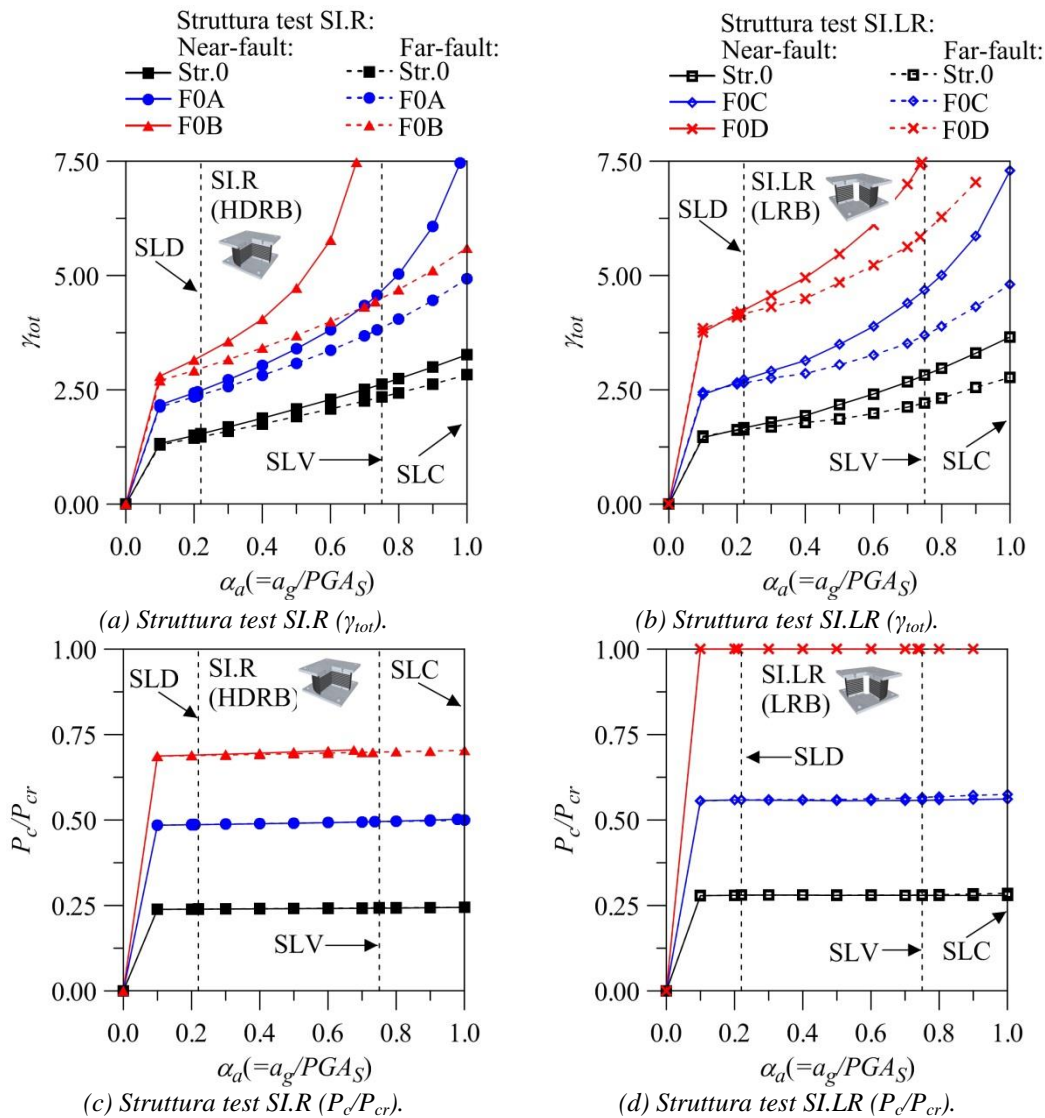 Struttura test SI.R:
Near-fault: Far-fault:
Str.0 Str.0
F0A F0A
F0B F0B
7.50
5.00
2.50
0.00
γtot
SI.R
(HDRB)
SLD
SLV
SLC
0.0 0.2 0.4 0.6 0.8 1.0
αa(=ag/PGAS)
(a) Struttura test SI.R (γtot).
Struttura test SI.LR:
Near-fault: Far-fault:
Str.0 Str.0
F0C F0C
F0D F0D
7.50
5.00
2.50
0.00
γtot
SI.LR
(LRB)
SLD
SLV
SLC
0.0 0.2 0.4 0.6 0.8 1.0
αa(=ag/PGAS)
(b) Struttura test SI.LR (γtot).
1.00
0.75
0.50
0.25
0.00
Pc/Pcr
SLD
SI.R
(HDRB)
SLC
SLV
0.0 0.2 0.4 0.6 0.8 1.0
αa(=ag/PGAS)
(c) Struttura test SI.R (Pc/Pcr).
1.00
0.75
0.50
0.25
0.00
Pc/Pcr
SI.LR
(LRB)
SLD
SLV
SLC
0.0 0.2 0.4 0.6 0.8 1.0
αa(=ag/PGAS)
(d) Struttura test SI.LR (Pc/Pcr).